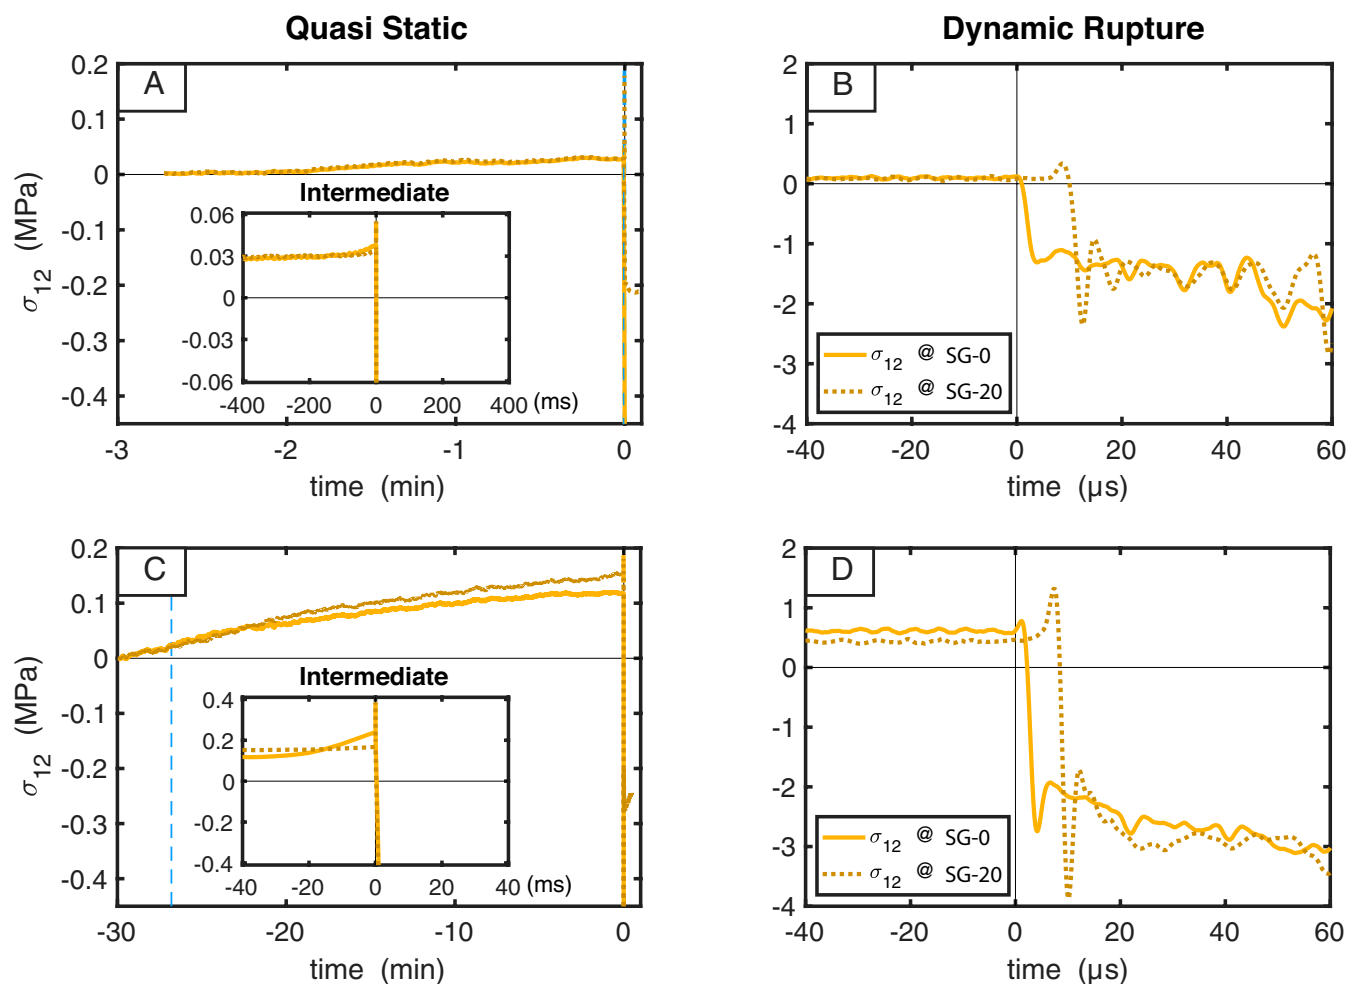 Quasi Static
Dynamic Rupture
A
0.2
0.1
0
-0.1
-0.2
-0.3
-0.4
σ12 (MPa)
-3 -2 -1 0
time (min)
Intermediate
0.06
0.03
0
-0.03
-0.06
-400 -200 0 200 400 (ms)
B
2
1
0
-1
-2
-3
-4
σ12 @ SG-0
σ12 @ SG-20
-40 -20 0 20 40 60
time (µs)
C
0.2
0.1
0
-0.1
-0.2
-0.3
-0.4
σ12 (MPa)
-30 -20 -10 0
time (min)
Intermediate
0.4
0.2
0
-0.2
-0.4
-40 -20 0 20 40 (ms)
D
2
1
0
-1
-2
-3
-4
σ12 @ SG-0
σ12 @ SG-20
-40 -20 0 20 40 60
time (µs)